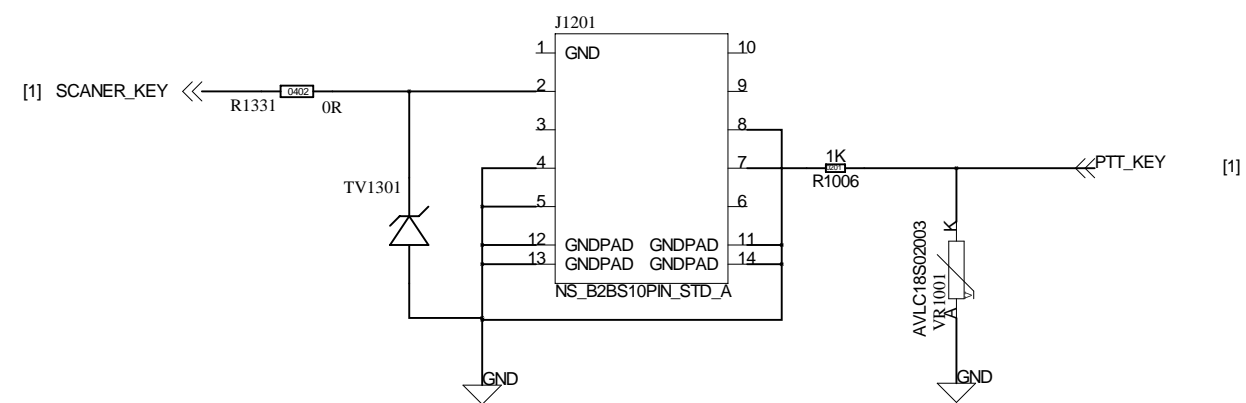 J1201
1 GND 10
[1] SCANER_KEY 2 9
R1331 0402 0R
3 8
4 7 1K PTT_KEY [1]
0201
R1006
TV1301
5 6
12 GNDPAD GNDPAD 11
13 GNDPAD GNDPAD 14
NS_B2BS10PIN_STD_A
K
AVLC18S02003
VR1001
A
GND
GND